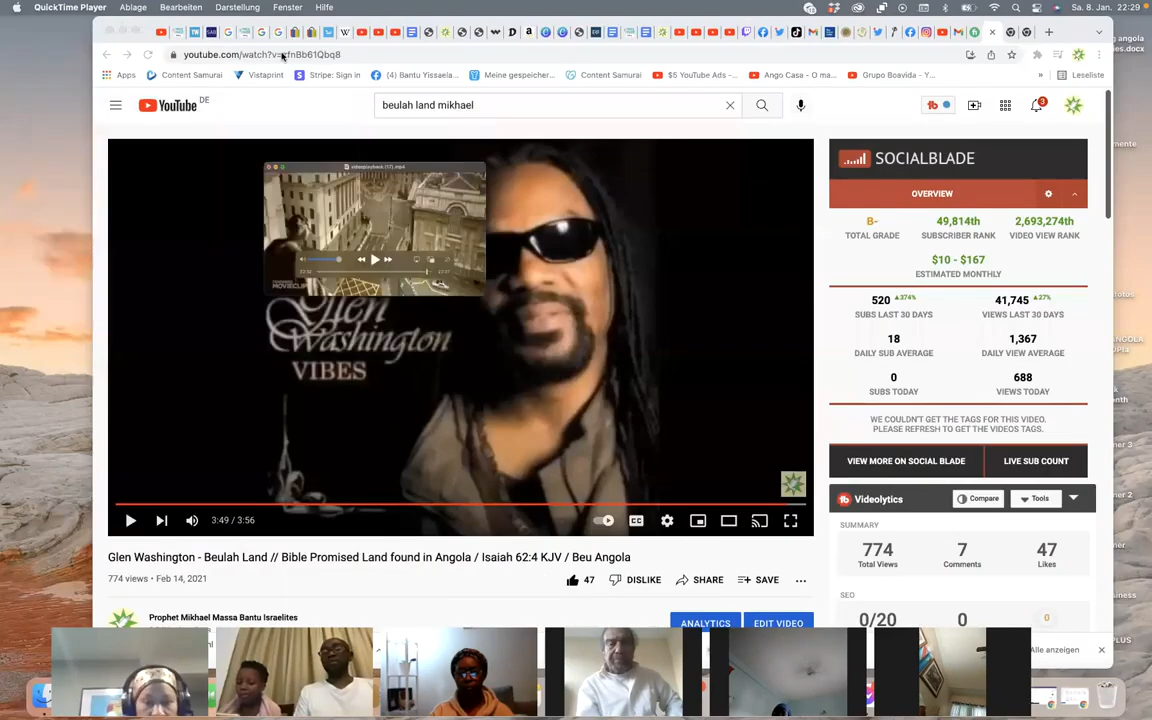 QuickTime Player Ablage Bearbeiten Darstellung Fenster Hilfe Sa. 8. Jan. 22:29
youtube.com/watch?v=
Apps Content Samurai Vistaprint Stripe: Sign in (4) Bantu Yissaela... Meine gespeicher... Content Samurai $5 YouTube Ads -... Ango Casa - O ma... Grupo Boavida - Y... » Leseliste
YouTube DE beulah land mikhael 3
videoplayback (17).mp4
MOVIECLIPS
Glen
Washington
VIBES
3:49 / 3:56
Glen Washington - Beulah Land // Bible Promised Land found in Angola / Isaiah 62:4 KJV / Beu Angola
774 views • Feb 14, 2021 47 DISLIKE SHARE SAVE ...
Prophet Mikhael Massa Bantu Israelites ANALYTICS EDIT VIDEO
SOCIALBLADE
OVERVIEW
B- 49,814th 2,693,274th
TOTAL GRADE SUBSCRIBER RANK VIDEO VIEW RANK
$10 - $167
ESTIMATED MONTHLY
520 ▲374% 41,745 ▲27%
SUBS LAST 30 DAYS VIEWS LAST 30 DAYS
18 1,367
DAILY SUB AVERAGE DAILY VIEW AVERAGE
0 688
SUBS TODAY VIEWS TODAY
WE COULDN'T GET THE TAGS FOR THIS VIDEO.
PLEASE REFRESH TO GET THE VIDEOS TAGS.
VIEW MORE ON SOCIAL BLADE LIVE SUB COUNT
Videolytics Compare Tools
SUMMARY
774 7 47
Total Views Comments Likes
SEO
0/20 0 0
Alle anzeigen